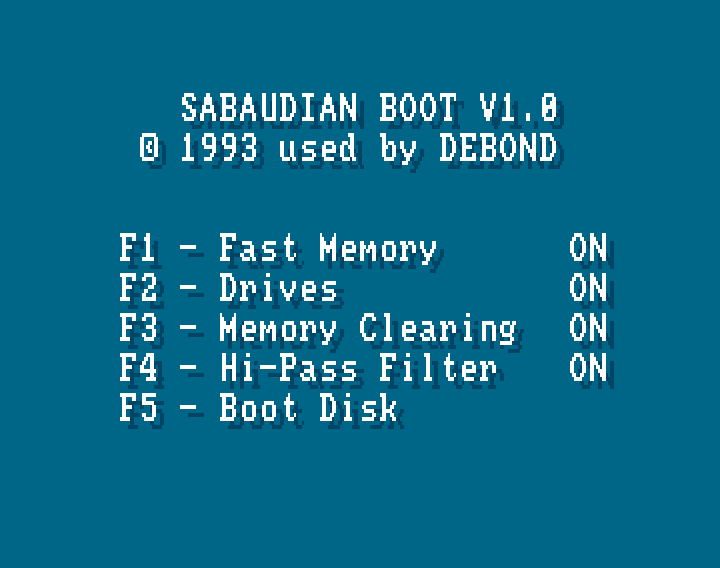 SABAUDIAN BOOT V1.0
© 1993 used by DEBOND
F1 - Fast Memory ON
F2 - Drives ON
F3 - Memory Clearing ON
F4 - Hi-Pass Filter ON
F5 - Boot Disk